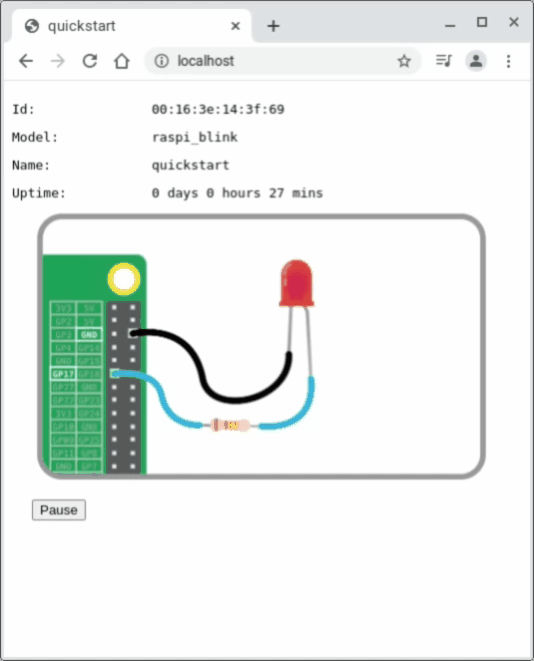 quickstart
localhost
Id: 00:16:3e:14:3f:69
Model: raspi_blink
Name: quickstart
Uptime: 0 days 0 hours 27 mins
3V3 5V
GP2 5V
GP3 GND
GP4 GP14
GND GP15
GP17 GP18
GP27 GND
GP22 GP23
3V3 GP24
GP10 GND
GP09 GP25
GP11 GP8
GND GP7
Pause